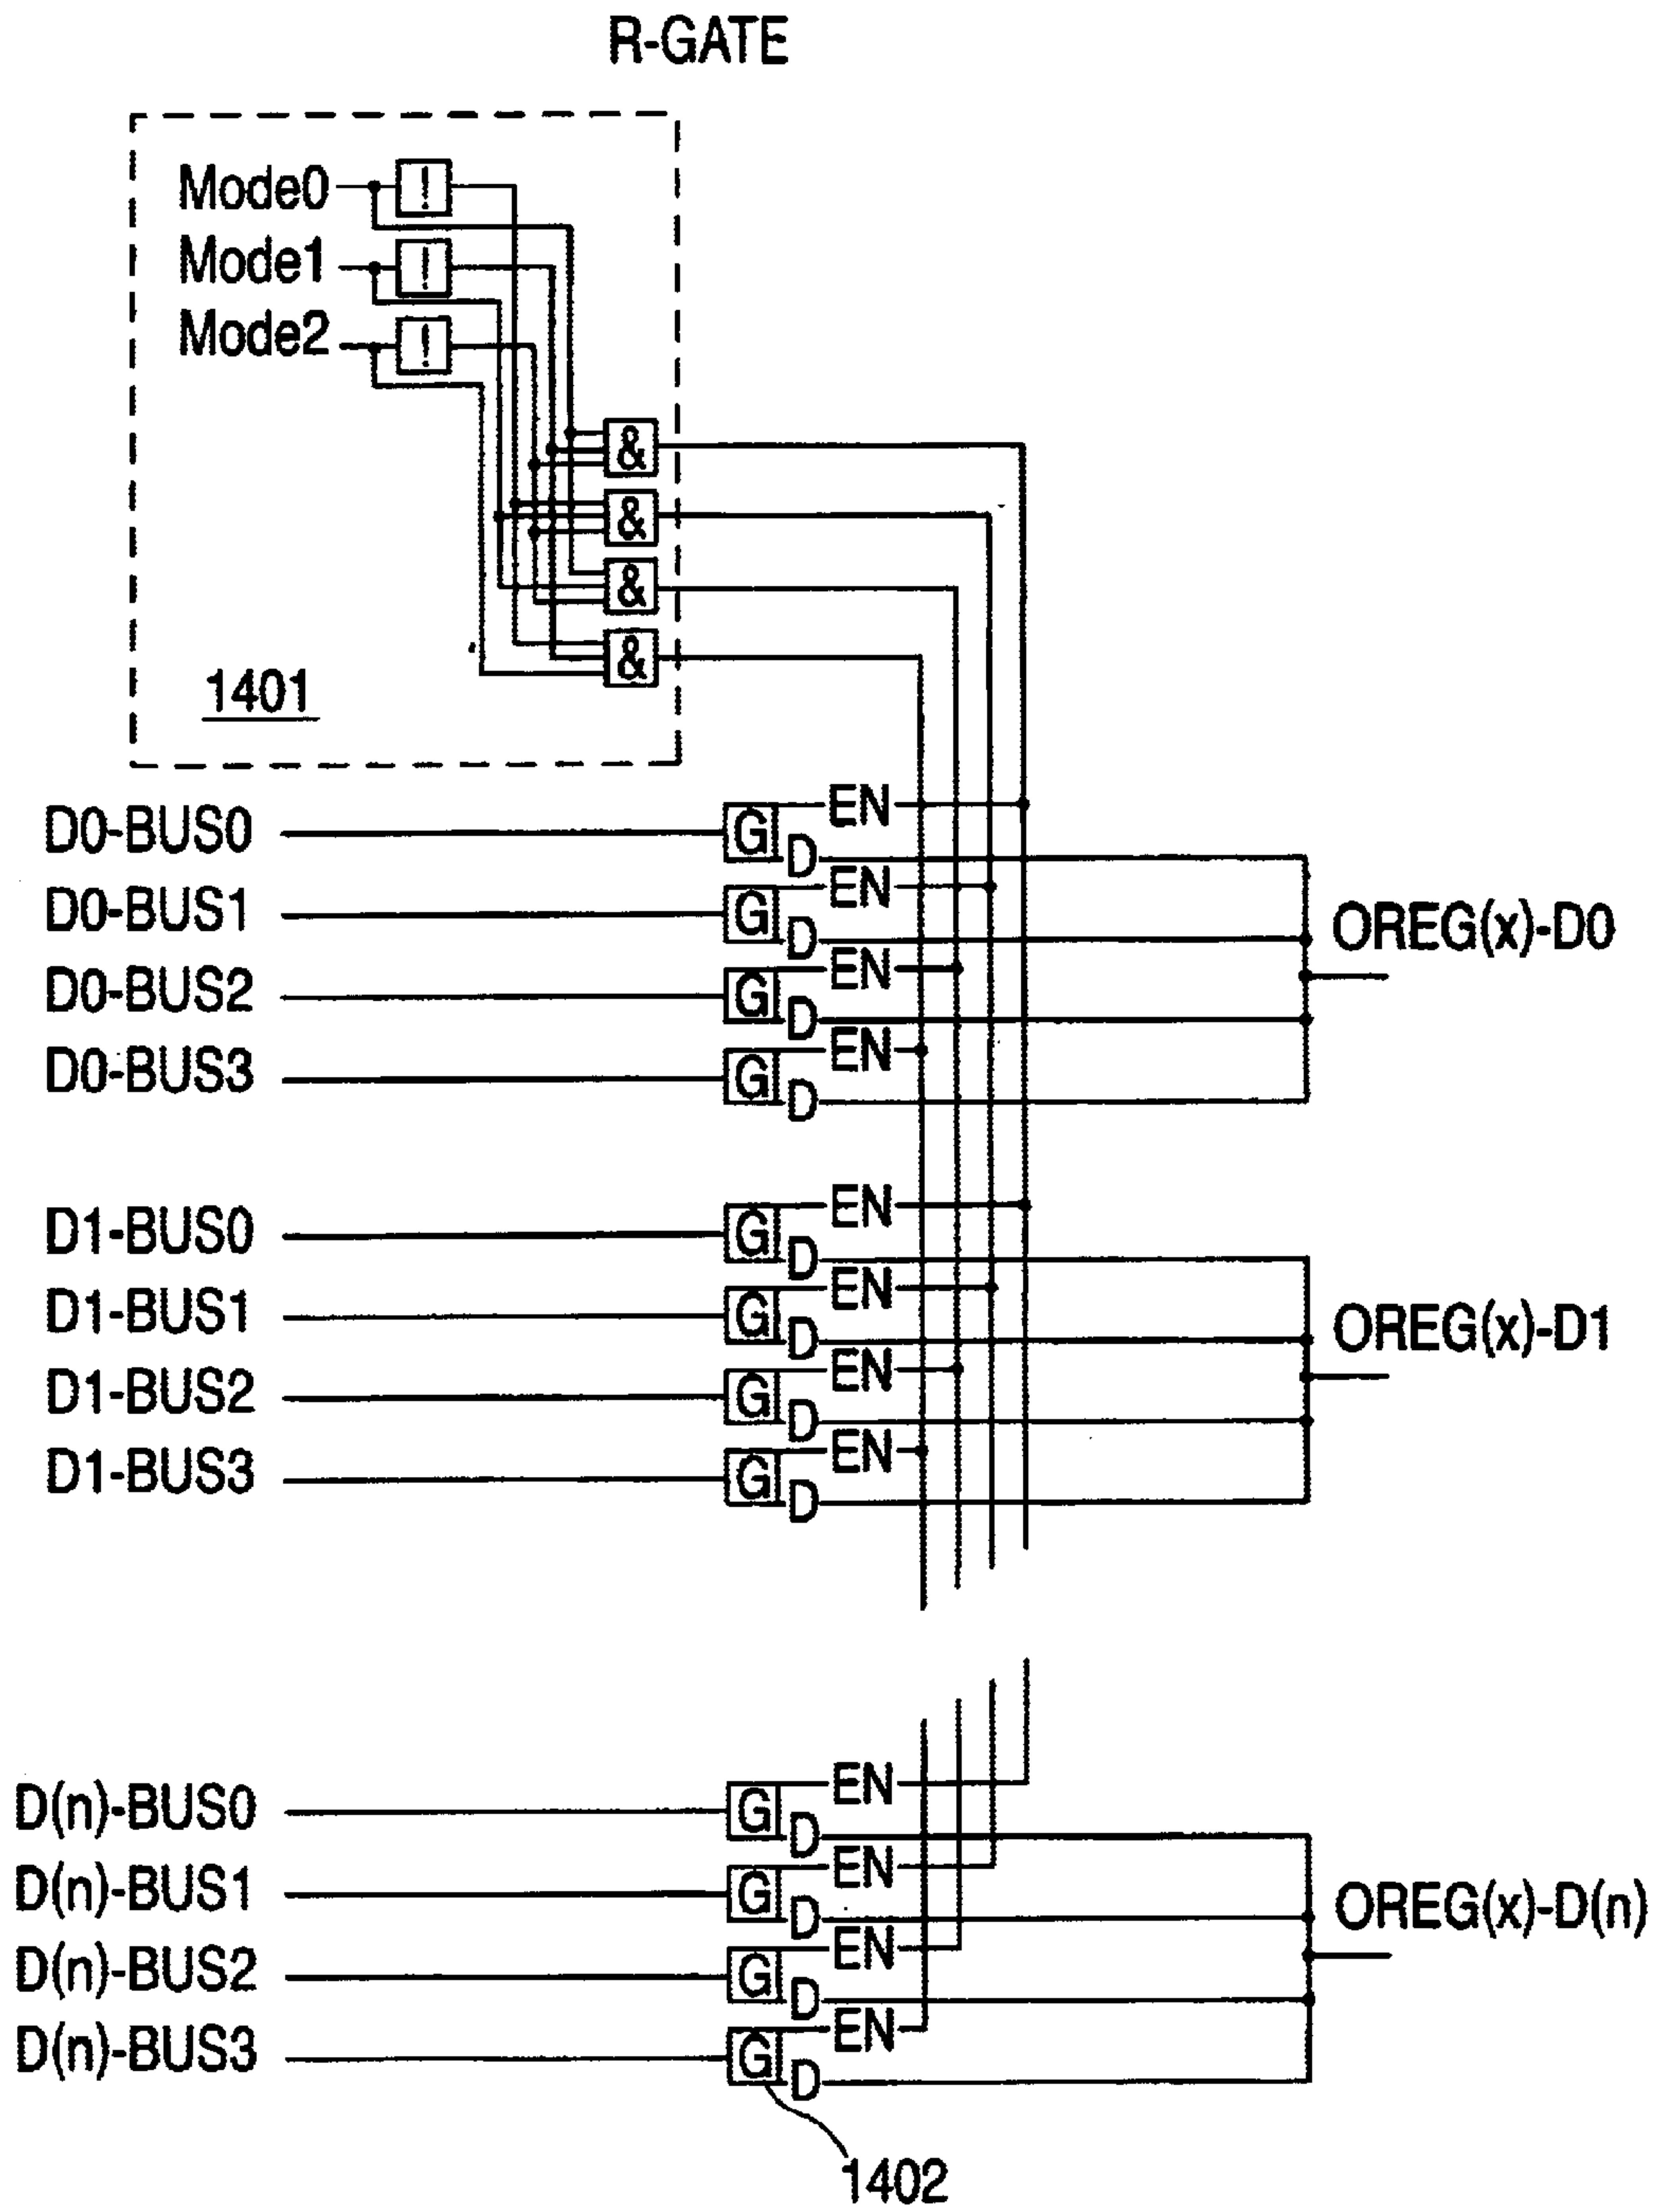 R-GATE
Mode0 !
Mode1 !
Mode2 !
&
&
&
&
1401
D0-BUS0 G EN D
D0-BUS1 G EN D
OREG(x)-D0
D0-BUS2 G EN D
D0-BUS3 G EN D
D1-BUS0 G EN D
D1-BUS1 G EN D
OREG(x)-D1
D1-BUS2 G EN D
D1-BUS3 G EN D
D(n)-BUS0 G EN D
D(n)-BUS1 G EN D
OREG(x)-D(n)
D(n)-BUS2 G EN D
D(n)-BUS3 G EN D
1402